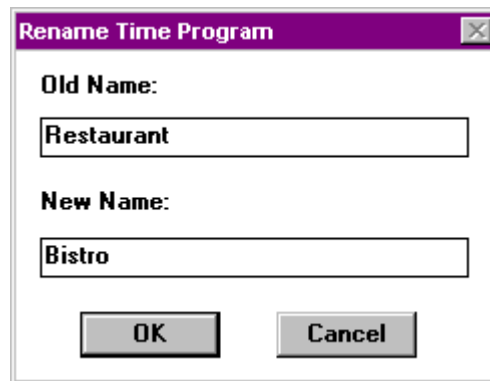 Rename Time Program
Old Name:
Restaurant
New Name:
Bistro
OK Cancel